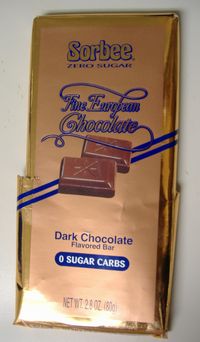 Sorbee
ZERO SUGAR
Fine European
Chocolate
Dark Chocolate
Flavored Bar
0 SUGAR CARBS
NET WT. 2.8 OZ. (80g)